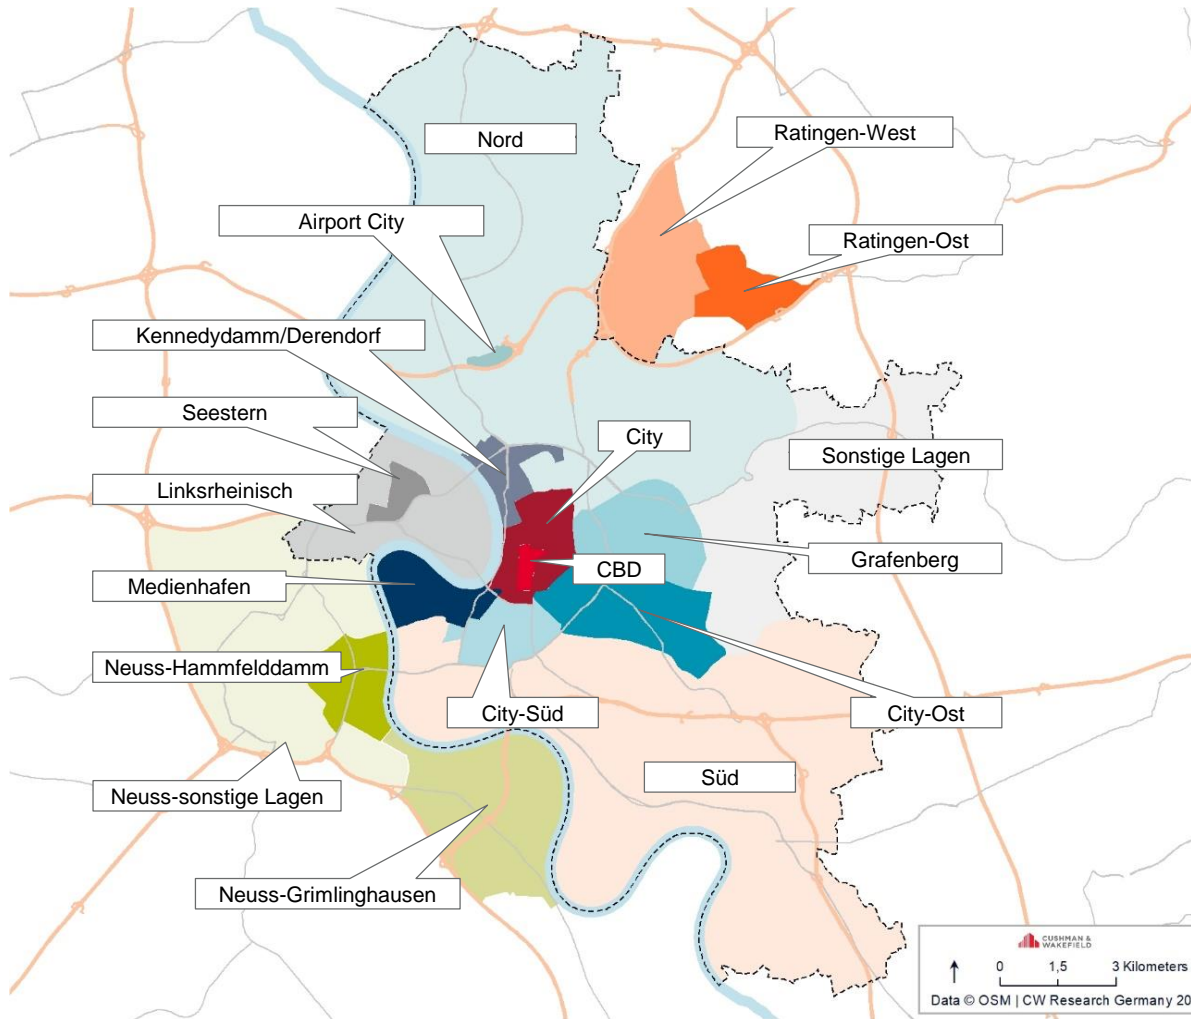 Nord
Ratingen-West
Airport City
Ratingen-Ost
Kennedydamm/Derendorf
Seestern
City
Sonstige Lagen
Linksrheinisch
Grafenberg
CBD
Medienhafen
Neuss-Hammfelddamm
City-Süd
City-Ost
Süd
Neuss-sonstige Lagen
Neuss-Grimlinghausen
CUSHMAN &
WAKEFIELD
0 1,5 3 Kilometers
Data © OSM | CW Research Germany 20